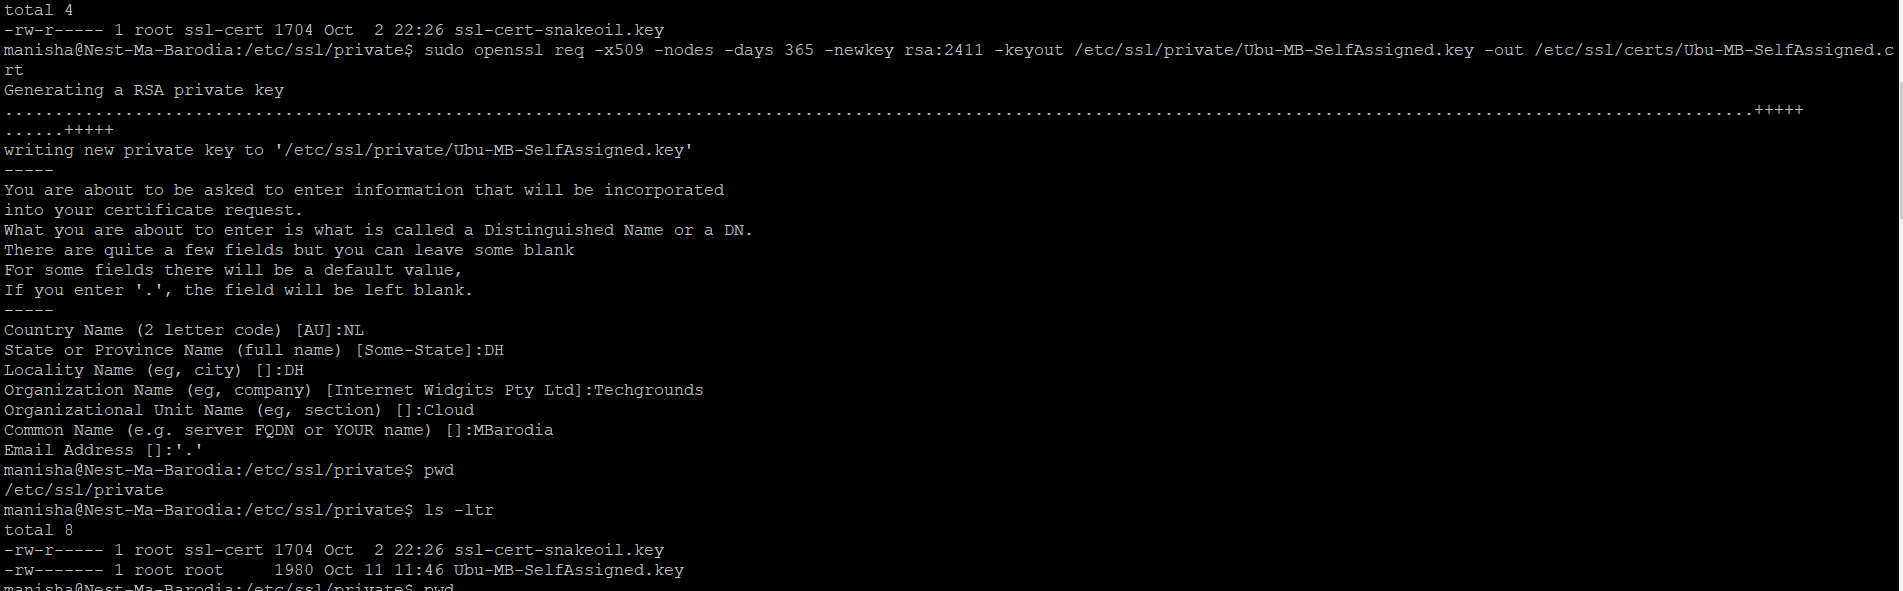 total 4
-rw-r----- 1 root ssl-cert 1704 Oct  2 22:26 ssl-cert-snakeoil.key
manisha@Nest-Ma-Barodia:/etc/ssl/private$ sudo openssl req -x509 -nodes -days 365 -newkey rsa:2411 -keyout /etc/ssl/private/Ubu-MB-SelfAssigned.key -out /etc/ssl/certs/Ubu-MB-SelfAssigned.c
rt
Generating a RSA private key
...............................................................................................................................................................................+++++
......+++++
writing new private key to '/etc/ssl/private/Ubu-MB-SelfAssigned.key'
-----
You are about to be asked to enter information that will be incorporated
into your certificate request.
What you are about to enter is what is called a Distinguished Name or a DN.
There are quite a few fields but you can leave some blank
For some fields there will be a default value,
If you enter '.', the field will be left blank.
-----
Country Name (2 letter code) [AU]:NL
State or Province Name (full name) [Some-State]:DH
Locality Name (eg, city) []:DH
Organization Name (eg, company) [Internet Widgits Pty Ltd]:Techgrounds
Organizational Unit Name (eg, section) []:Cloud
Common Name (e.g. server FQDN or YOUR name) []:MBarodia
Email Address []:'.'
manisha@Nest-Ma-Barodia:/etc/ssl/private$ pwd
/etc/ssl/private
manisha@Nest-Ma-Barodia:/etc/ssl/private$ ls -ltr
total 8
-rw-r----- 1 root ssl-cert 1704 Oct  2 22:26 ssl-cert-snakeoil.key
-rw------- 1 root root     1980 Oct 11 11:46 Ubu-MB-SelfAssigned.key
manisha@Nest-Ma-Barodia:/etc/ssl/private$ pwd